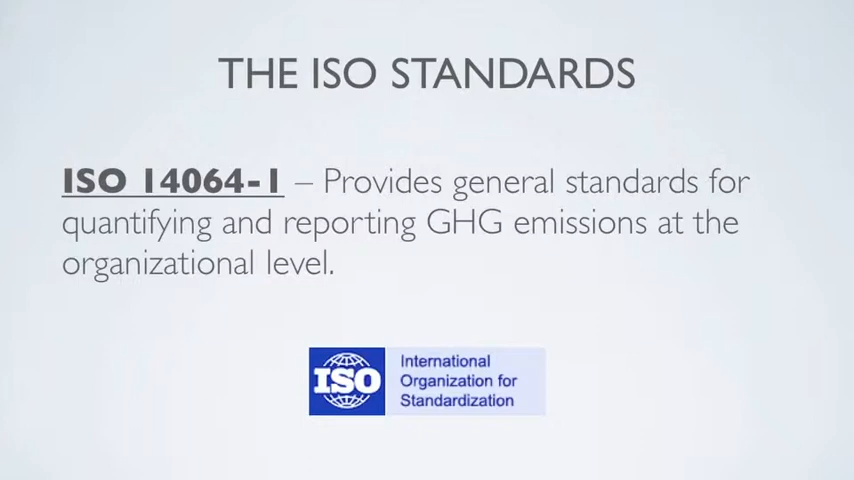 THE ISO STANDARDS
ISO 14064-1 – Provides general standards for
quantifying and reporting GHG emissions at the
organizational level.
ISO
International
Organization for
Standardization